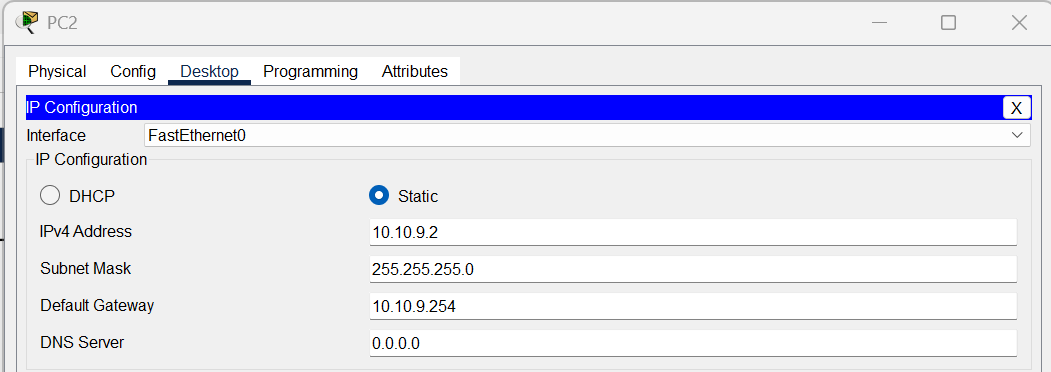 PC2
Physical Config Desktop Programming Attributes
IP Configuration X
Interface FastEthernet0
IP Configuration
DHCP Static
IPv4 Address 10.10.9.2
Subnet Mask 255.255.255.0
Default Gateway 10.10.9.254
DNS Server 0.0.0.0